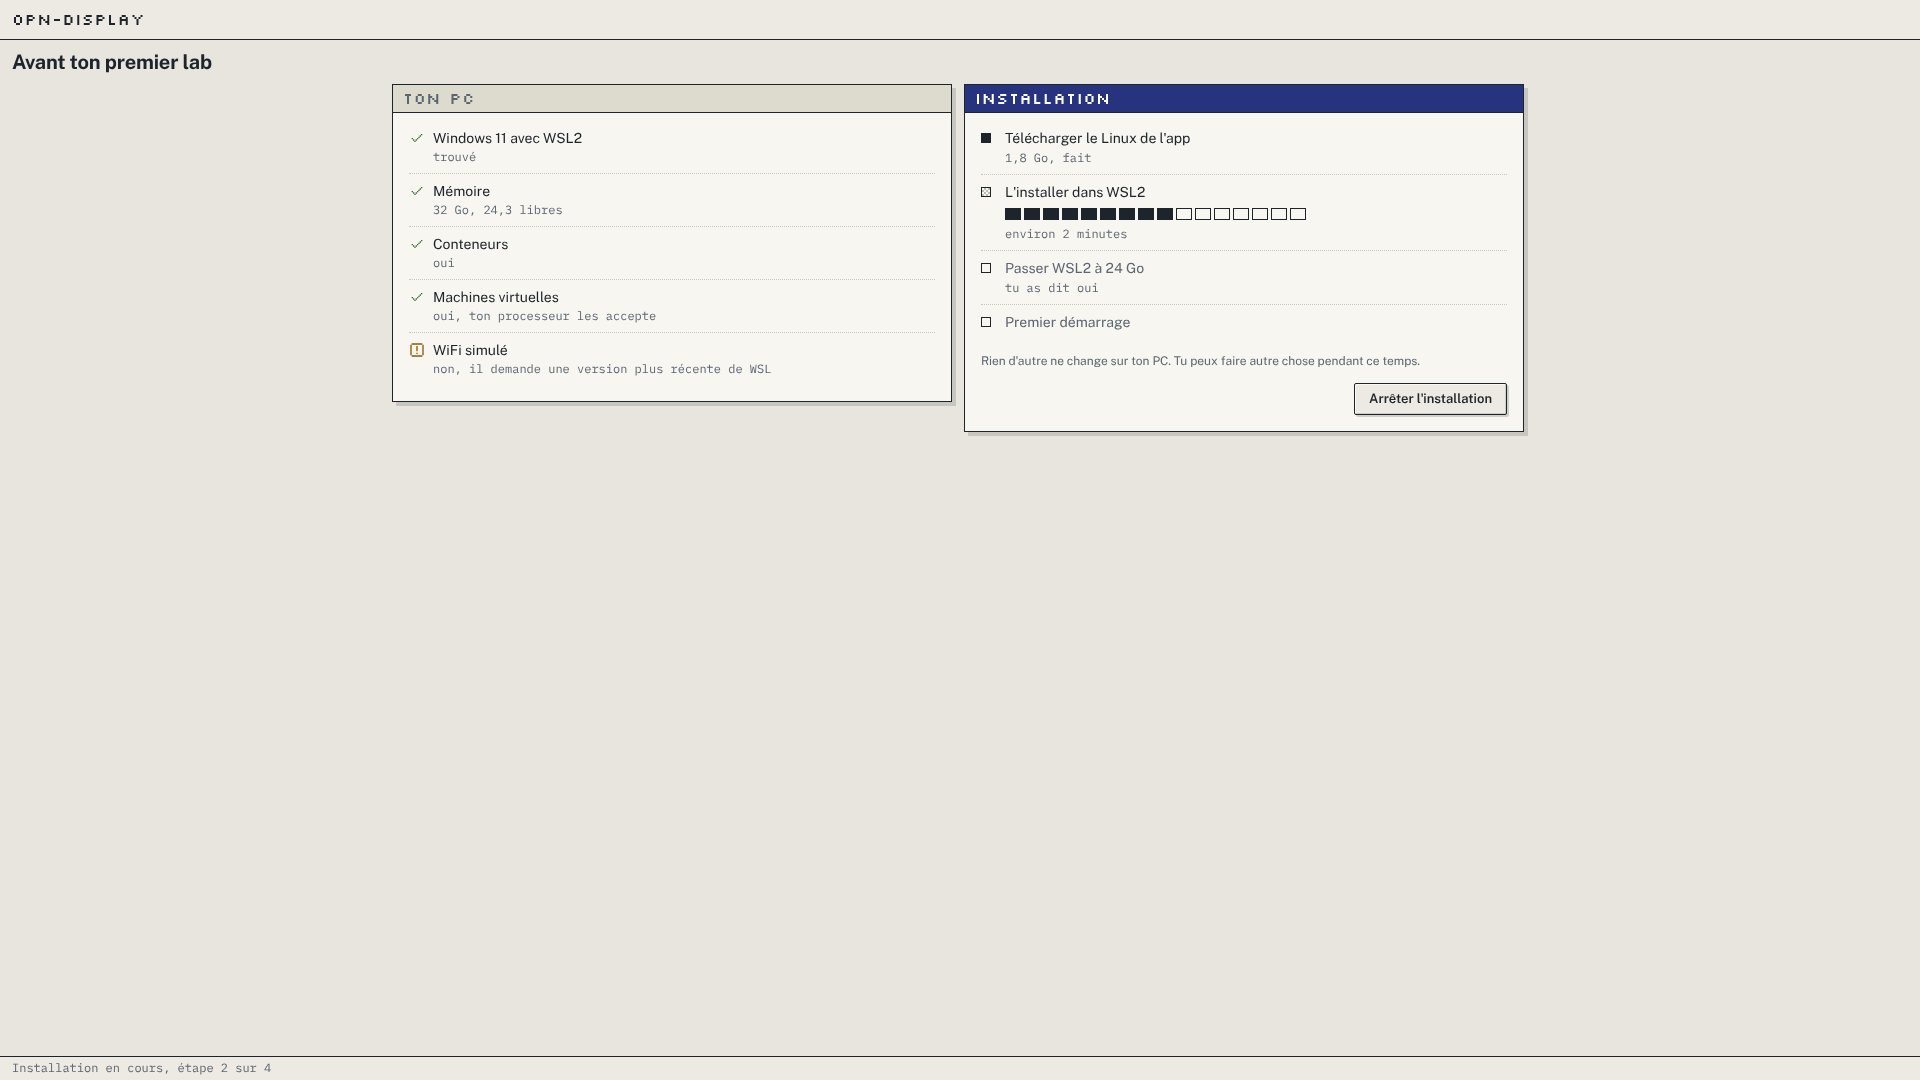 OPN-DISPLAY
Avant ton premier lab
TON PC
Windows 11 avec WSL2
trouvé
Mémoire
32 Go, 24,3 libres
Conteneurs
oui
Machines virtuelles
oui, ton processeur les accepte
WiFi simulé
non, il demande une version plus récente de WSL
INSTALLATION
Télécharger le Linux de l'app
1,8 Go, fait
L'installer dans WSL2
environ 2 minutes
Passer WSL2 à 24 Go
tu as dit oui
Premier démarrage
Rien d'autre ne change sur ton PC. Tu peux faire autre chose pendant ce temps.
Arrêter l'installation
Installation en cours, étape 2 sur 4